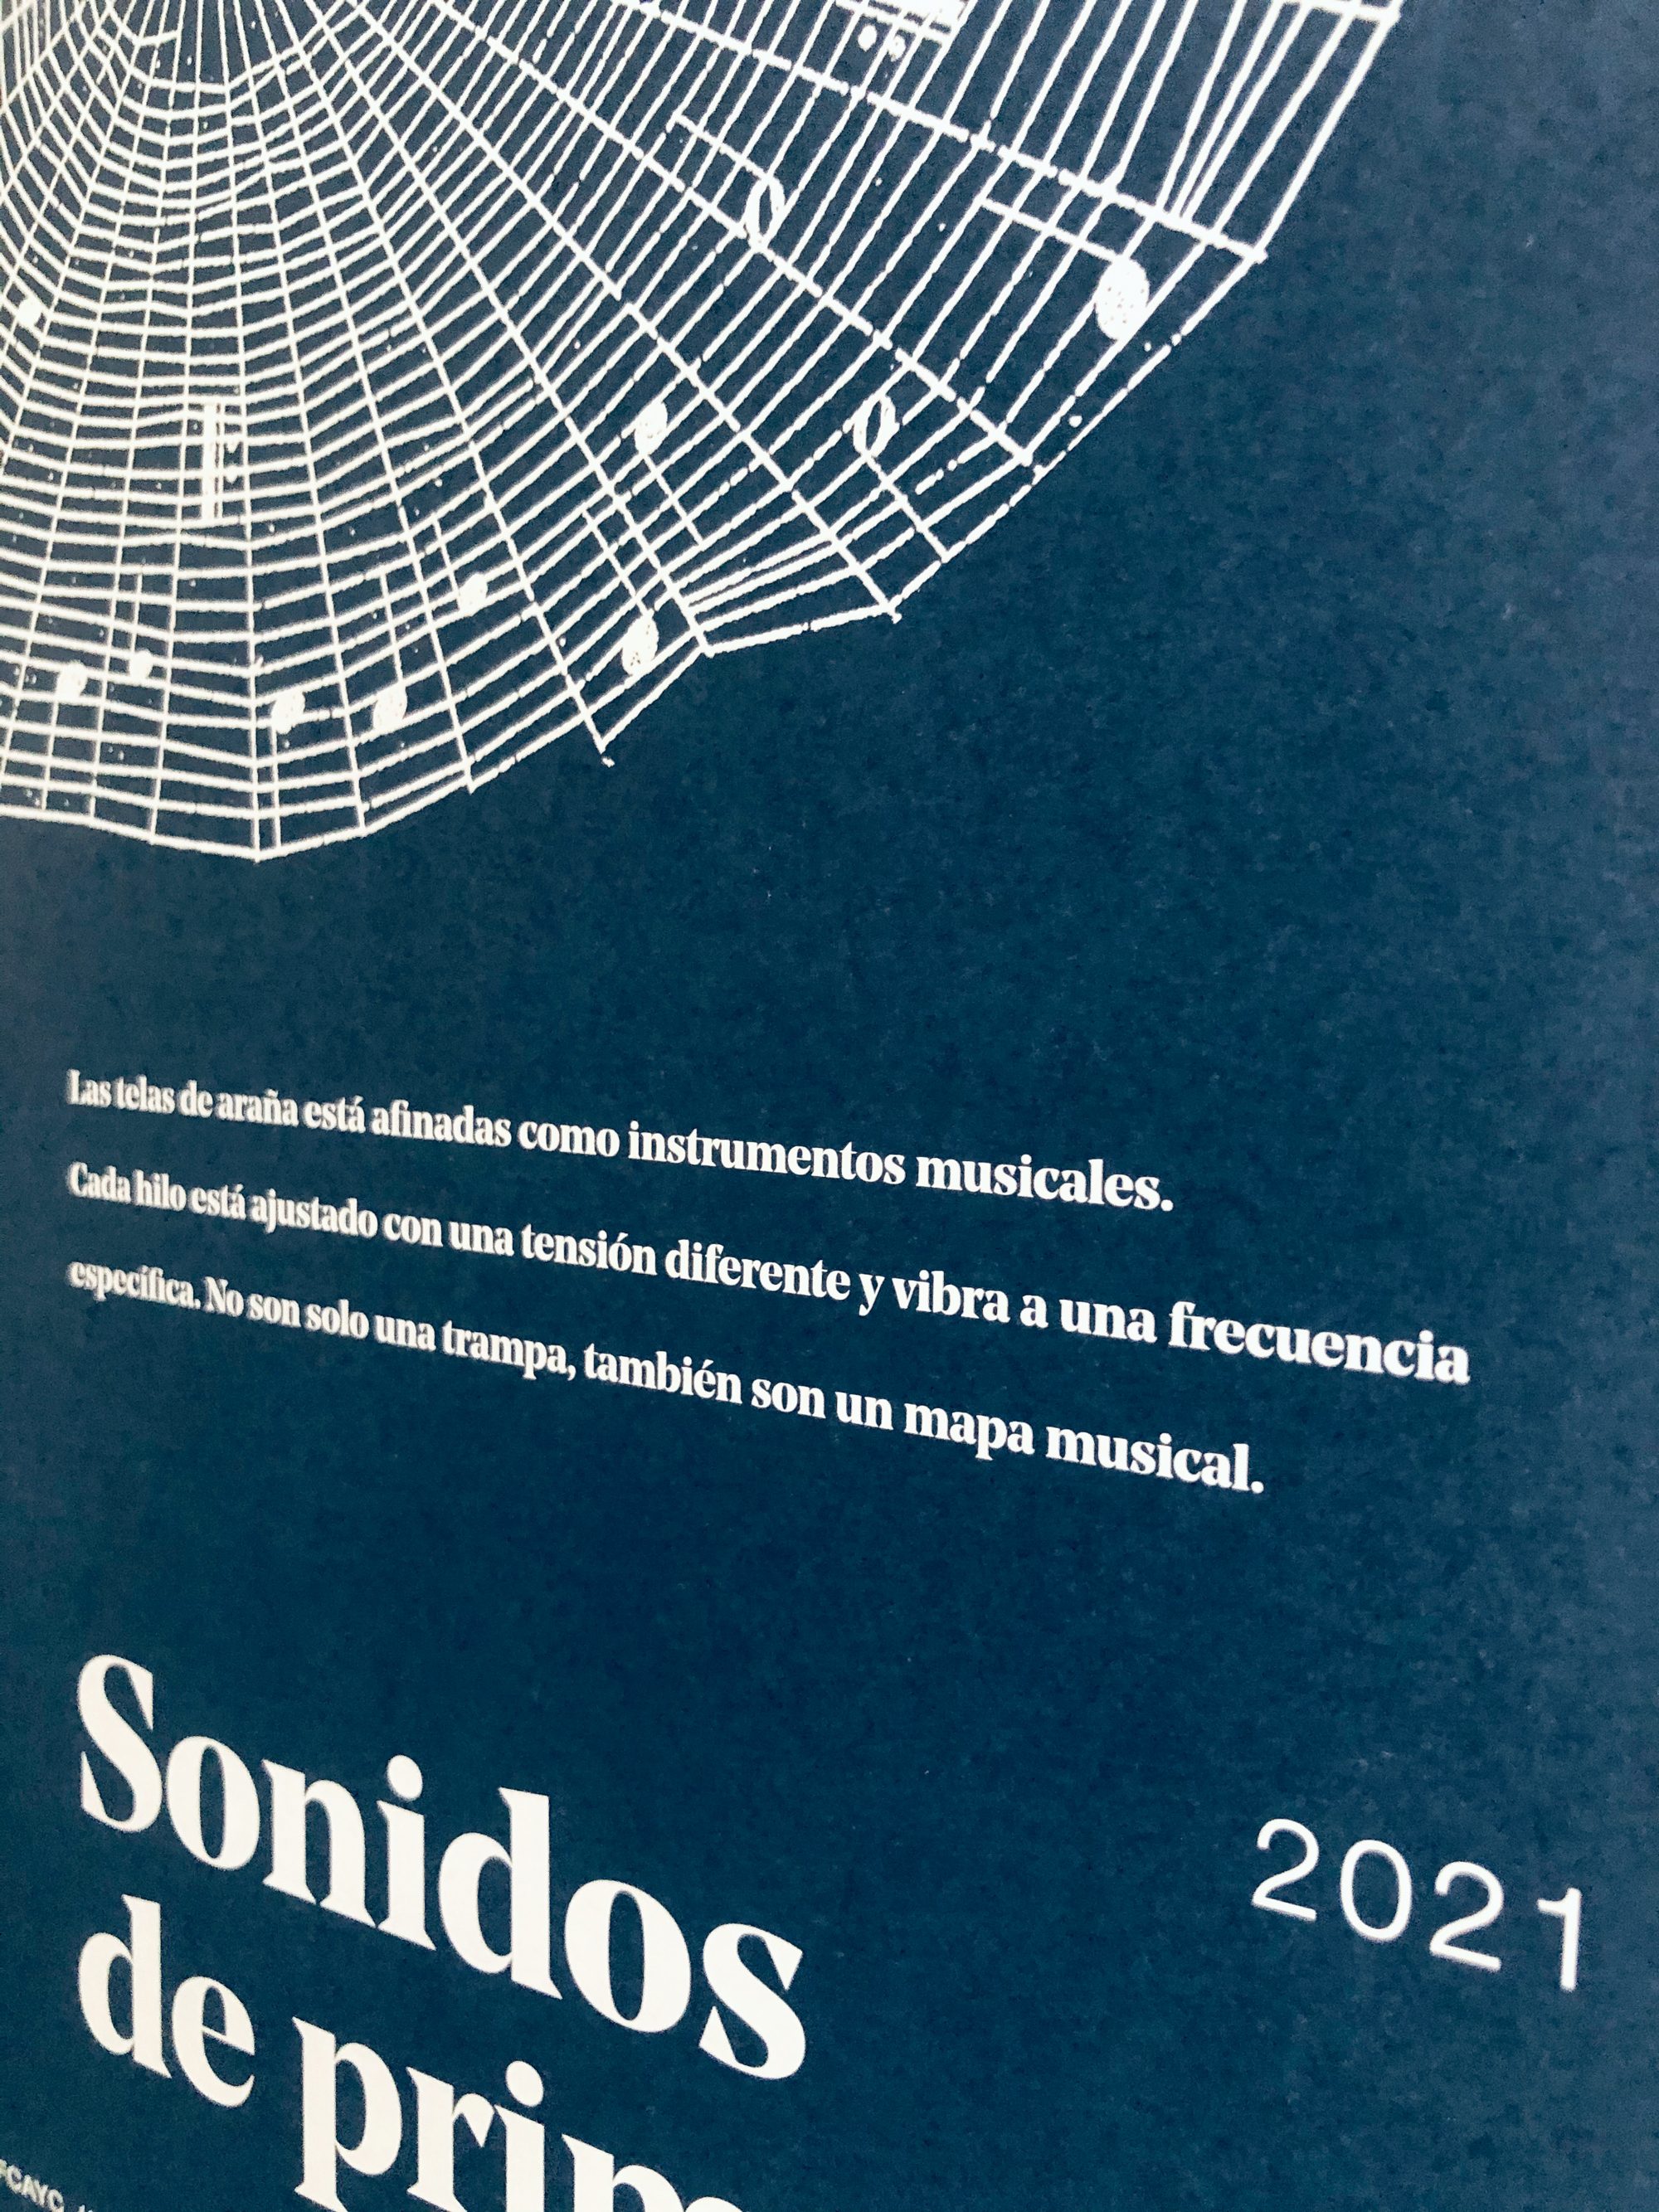 Las telas de araña está afinadas como instrumentos musicales.
Cada hilo está ajustado con una tensión diferente y vibra a una frecuencia
específica. No son solo una trampa, también son un mapa musical.
Sonidos
2021
de